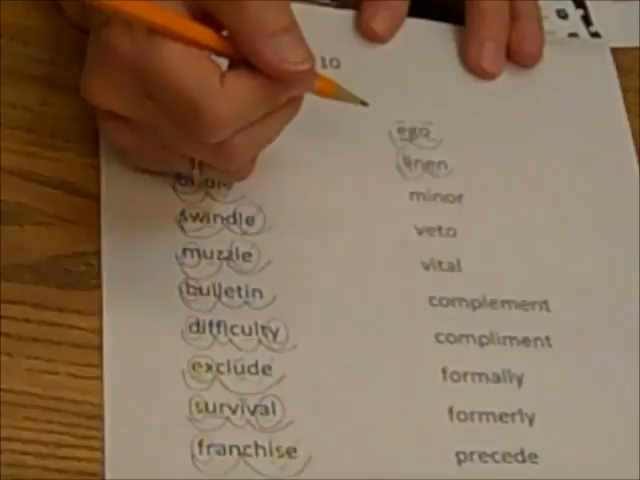 10
swindle
muzzle
bulletin
difficulty
exclude
survival
franchise
ego
linen
minor
veto
vital
complement
compliment
formally
formerly
precede